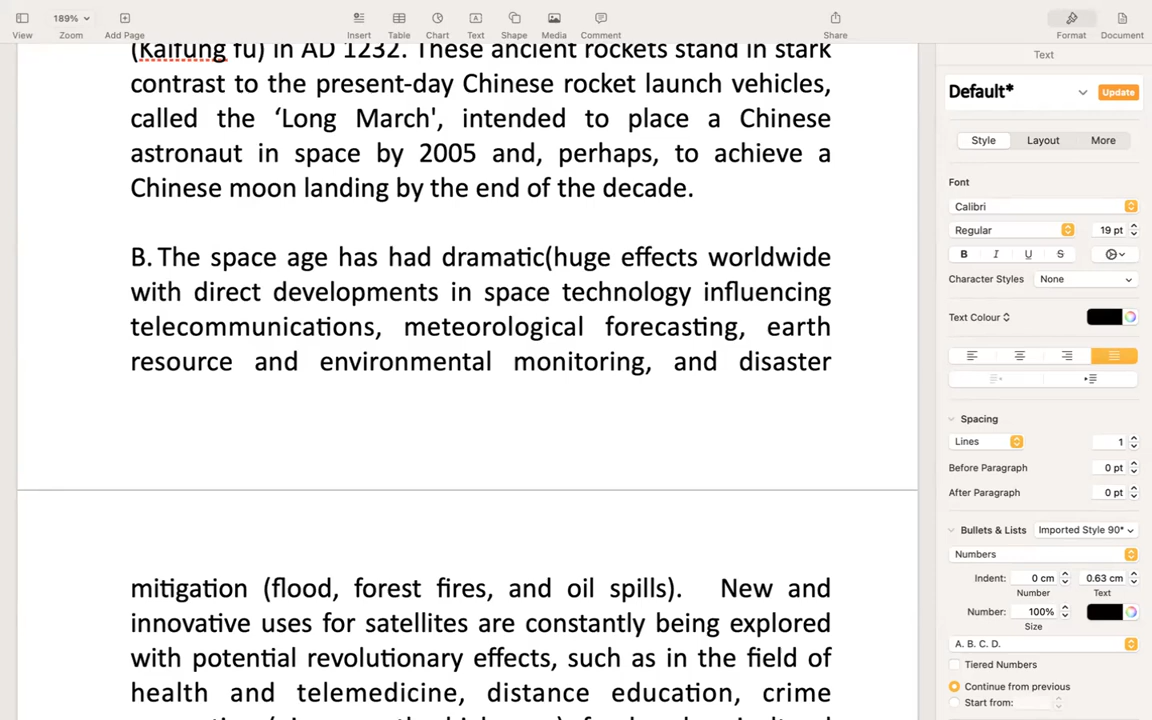 189%
View
Zoom
Add Page
Insert
Table
Chart
Text
Shape
Media
Comment
Share
Format
Document
(Kaifung fu) in AD 1232. These ancient rockets stand in stark
contrast to the present-day Chinese rocket launch vehicles,
called the ‘Long March', intended to place a Chinese
astronaut in space by 2005 and, perhaps, to achieve a
Chinese moon landing by the end of the decade.
B. The space age has had dramatic(huge effects worldwide
with direct developments in space technology influencing
telecommunications, meteorological forecasting, earth
resource and environmental monitoring, and disaster
mitigation (flood, forest fires, and oil spills). New and
innovative uses for satellites are constantly being explored
with potential revolutionary effects, such as in the field of
health and telemedicine, distance education, crime
Text
Default*
Update
Style
Layout
More
Font
Calibri
Regular
19 pt
B I U S
Character Styles
None
Text Colour
Spacing
Lines
1
Before Paragraph
0 pt
After Paragraph
0 pt
Bullets & Lists
Imported Style 90*
Numbers
Indent:
0 cm
0.63 cm
Number
Text
Number:
100%
Size
A. B. C. D.
Tiered Numbers
Continue from previous
Start from: